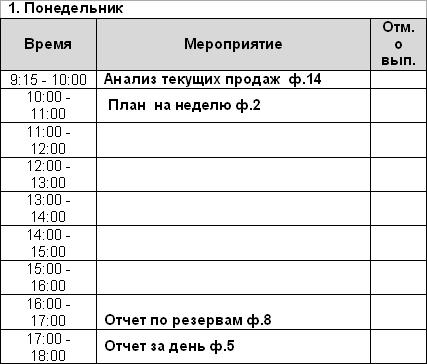 1. Понедельник
Время Мероприятие Отм.
о
вып.
9:15 - 10:00 Анализ текущих продаж ф.14
10:00 -
11:00 План на неделю ф.2
11:00 -
12:00
12:00 -
13:00
13:00 -
14:00
14:00 -
15:00
15:00 -
16:00
16:00 -
17:00 Отчет по резервам ф.8
17:00 -
18:00 Отчет за день ф.5